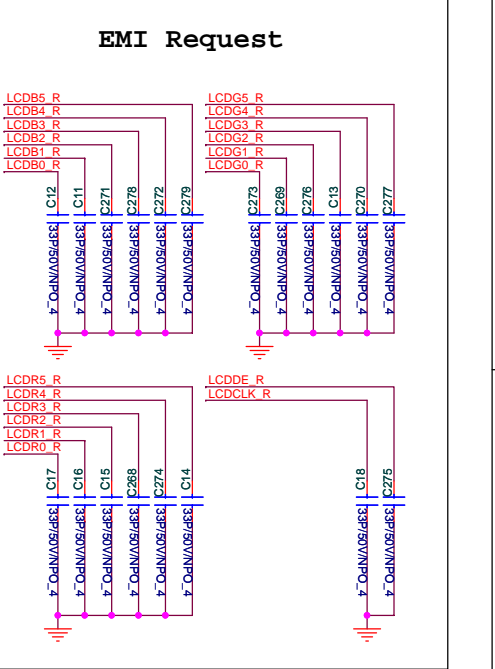 EMI Request
LCDB5_R
LCDB4_R
LCDB3_R
LCDB2_R
LCDB1_R
LCDB0_R
C12
C11
C271
C278
C272
C279
33P/50V/NPO_4
33P/50V/NPO_4
33P/50V/NPO_4
33P/50V/NPO_4
33P/50V/NPO_4
33P/50V/NPO_4
LCDG5_R
LCDG4_R
LCDG3_R
LCDG2_R
LCDG1_R
LCDG0_R
C273
C269
C276
C13
C270
C277
33P/50V/NPO_4
33P/50V/NPO_4
33P/50V/NPO_4
33P/50V/NPO_4
33P/50V/NPO_4
33P/50V/NPO_4
LCDR5_R
LCDR4_R
LCDR3_R
LCDR2_R
LCDR1_R
LCDR0_R
C17
C16
C15
C268
C274
C14
33P/50V/NPO_4
33P/50V/NPO_4
33P/50V/NPO_4
33P/50V/NPO_4
33P/50V/NPO_4
33P/50V/NPO_4
LCDDE_R
LCDCLK_R
C18
C275
33P/50V/NPO_4
33P/50V/NPO_4